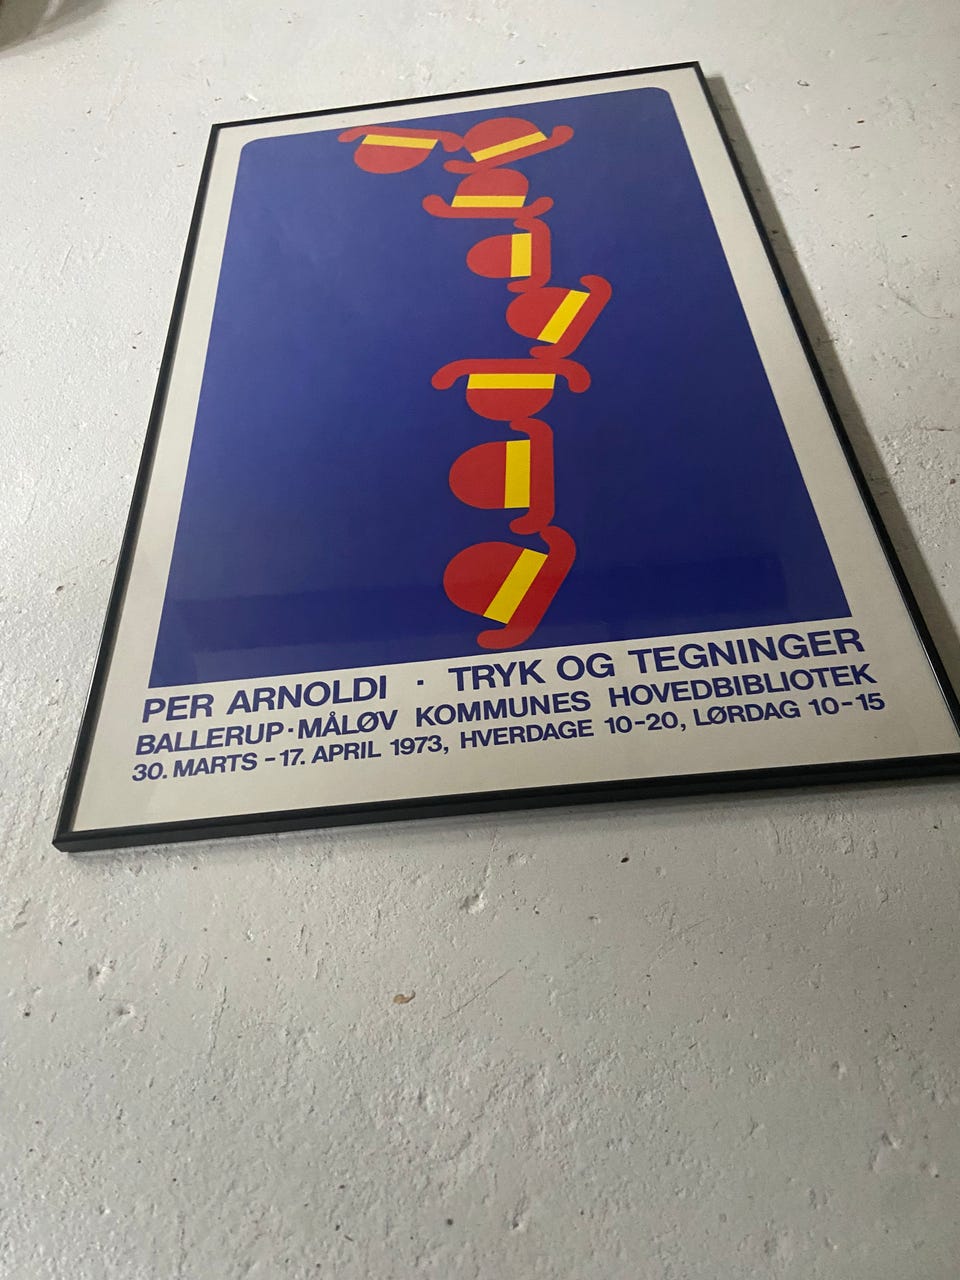 PER ARNOLDI · TRYK OG TEGNINGER
BALLERUP·MÅLØV KOMMUNES HOVEDBIBLIOTEK
30. MARTS - 17. APRIL 1973, HVERDAGE 10-20, LØRDAG 10-15